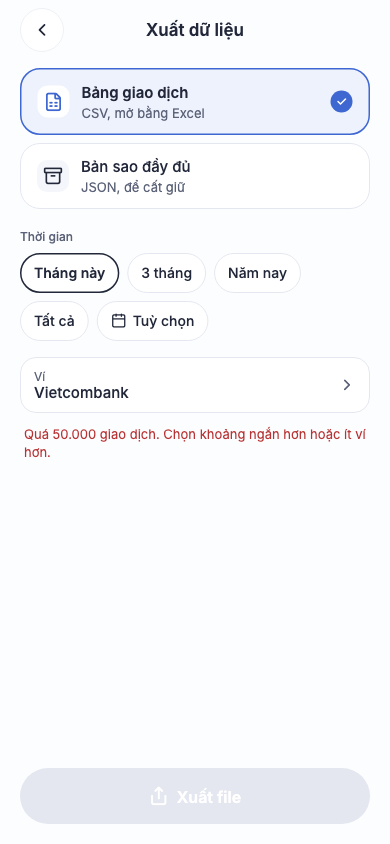 Xuất dữ liệu
Bảng giao dịch
CSV, mở bằng Excel
Bản sao đầy đủ
JSON, để cất giữ
Thời gian
Tháng này
3 tháng
Năm nay
Tất cả
Tuỳ chọn
Ví
Vietcombank
Quá 50.000 giao dịch. Chọn khoảng ngắn hơn hoặc ít ví
hơn.
Xuất file